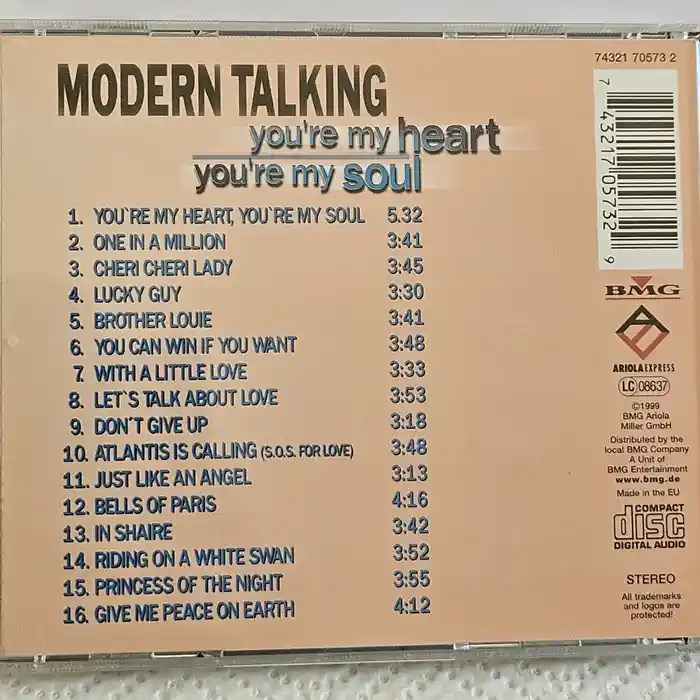 MODERN TALKING
you're my heart
you're my soul
1. YOU`RE MY HEART, YOU`RE MY SOUL 5.32
2. ONE IN A MILLION 3:41
3. CHERI CHERI LADY 3:45
4. LUCKY GUY 3:30
5. BROTHER LOUIE 3:41
6. YOU CAN WIN IF YOU WANT 3:48
7. WITH A LITTLE LOVE 3:33
8. LET`S TALK ABOUT LOVE 3:53
9. DON`T GIVE UP 3:18
10. ATLANTIS IS CALLING (S.O.S. FOR LOVE) 3:48
11. JUST LIKE AN ANGEL 3:13
12. BELLS OF PARIS 4:16
13. IN SHAIRE 3:42
14. RIDING ON A WHITE SWAN 3:52
15. PRINCESS OF THE NIGHT 3:55
16. GIVE ME PEACE ON EARTH 4:12
74321 70573 2
7 43217 05732 9
BMG
AE
ARIOLA EXPRESS
LC 08637
©1999
BMG Ariola
Miller GmbH
Distributed by the
local BMG Company
A Unit of
BMG Entertainment
www.bmg.de
Made in the EU
COMPACT
disc
DIGITAL AUDIO
STEREO
All trademarks
and logos are
protected!